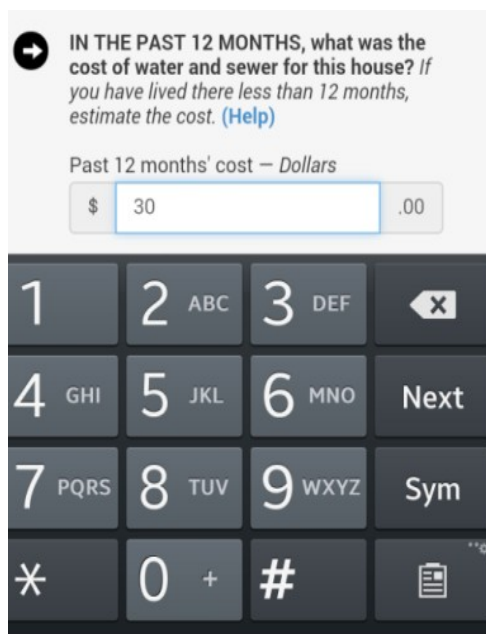 IN THE PAST 12 MONTHS, what was the
cost of water and sewer for this house? If
you have lived there less than 12 months,
estimate the cost. (Help)
Past 12 months' cost — Dollars
$ 30 .00
1 2 ABC 3 DEF
4 GHI 5 JKL 6 MNO Next
7 PQRS 8 TUV 9 WXYZ Sym
* 0 + #